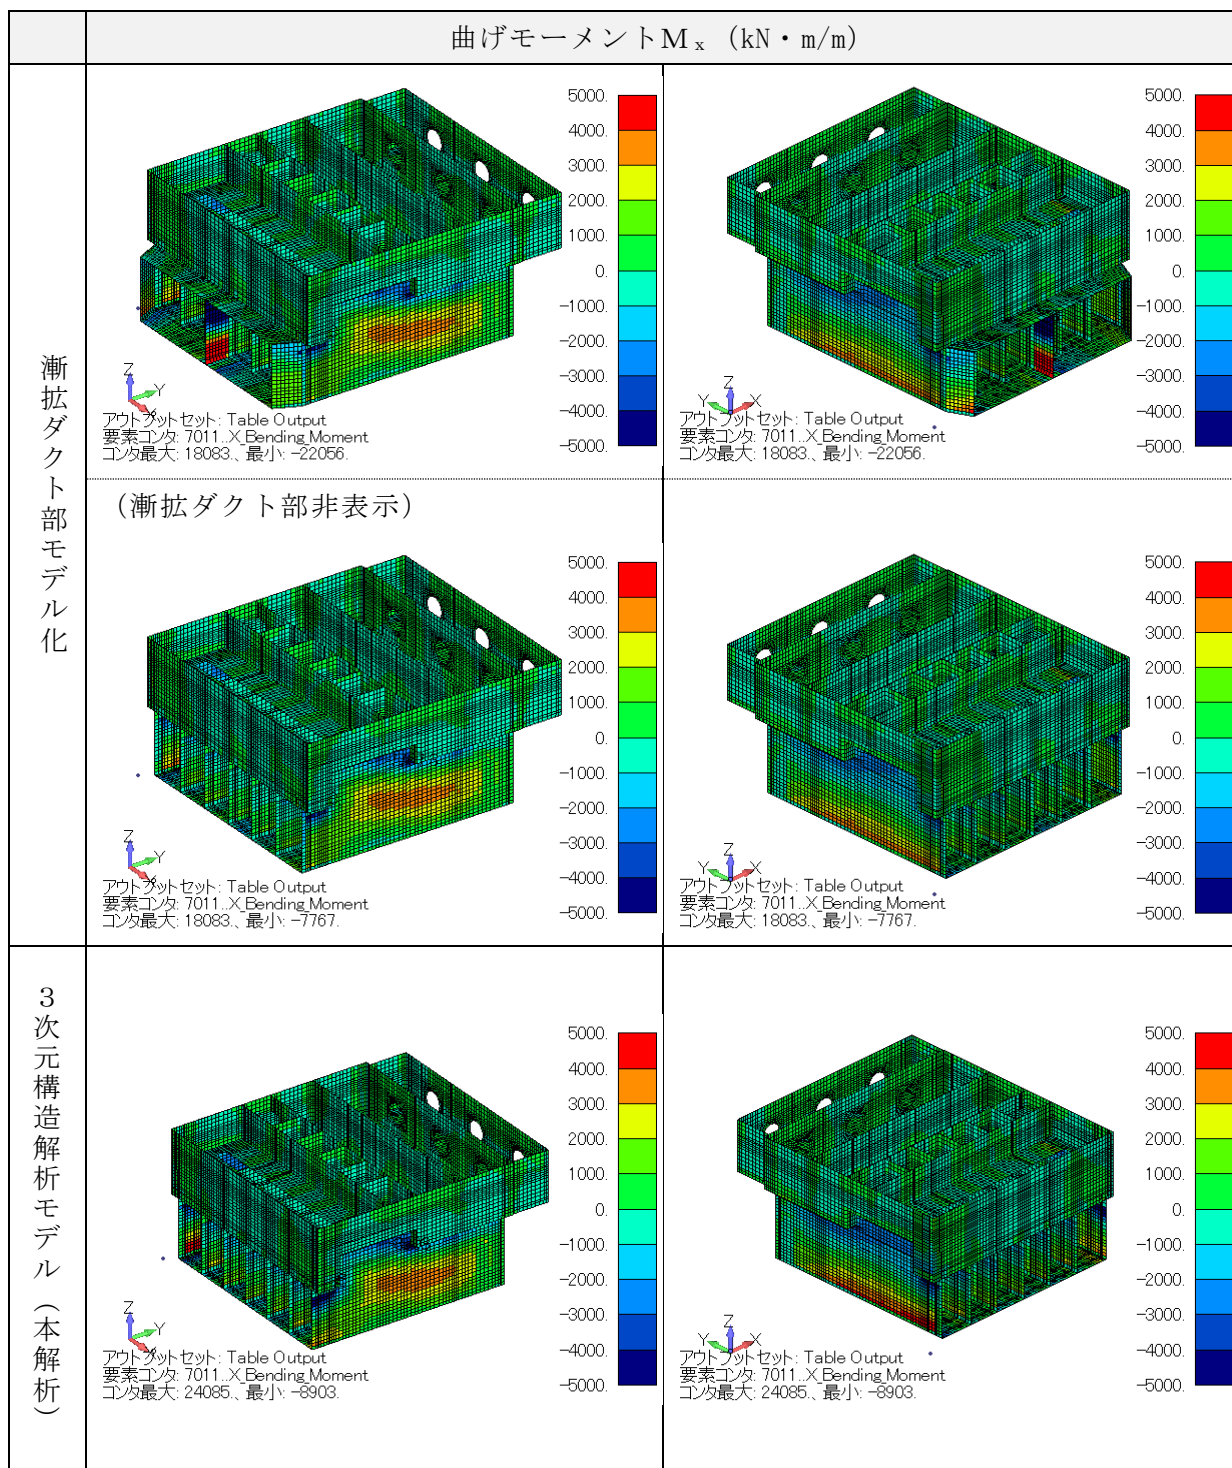 曲げモーメントＭｘ (kN・m/m)
漸拡ダクト部モデル化
5000.
4000.
3000.
2000.
1000.
0.
-1000.
-2000.
-3000.
-4000.
-5000.
Z
Y
X
アウトプットセット: Table Output
要素コンタ: 7011..X Bending Moment
コンタ最大: 18083.、最小: -22056.
5000.
4000.
3000.
2000.
1000.
0.
-1000.
-2000.
-3000.
-4000.
-5000.
Z
Y
X
アウトプットセット: Table Output
要素コンタ: 7011..X Bending Moment
コンタ最大: 18083.、最小: -22056.
(漸拡ダクト部非表示)
5000.
4000.
3000.
2000.
1000.
0.
-1000.
-2000.
-3000.
-4000.
-5000.
Z
Y
X
アウトプットセット: Table Output
要素コンタ: 7011..X Bending Moment
コンタ最大: 18083.、最小: -7767.
5000.
4000.
3000.
2000.
1000.
0.
-1000.
-2000.
-3000.
-4000.
-5000.
Z
Y
X
アウトプットセット: Table Output
要素コンタ: 7011..X Bending Moment
コンタ最大: 18083.、最小: -7767.
３次元構造解析モデル（本解析）
5000.
4000.
3000.
2000.
1000.
0.
-1000.
-2000.
-3000.
-4000.
-5000.
Z
Y
X
アウトプットセット: Table Output
要素コンタ: 7011..X Bending Moment
コンタ最大: 24085.、最小: -8903.
5000.
4000.
3000.
2000.
1000.
0.
-1000.
-2000.
-3000.
-4000.
-5000.
Z
Y
X
アウトプットセット: Table Output
要素コンタ: 7011..X Bending Moment
コンタ最大: 24085.、最小: -8903.